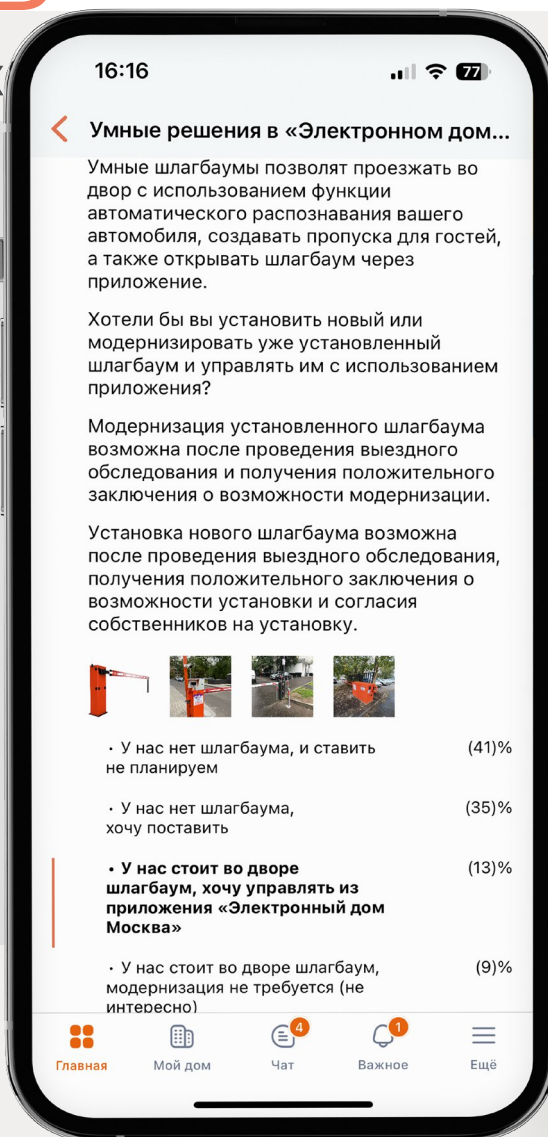 16:16
77
Умные решения в «Электронном дом...
Умные шлагбаумы позволят проезжать во
двор с использованием функции
автоматического распознавания вашего
автомобиля, создавать пропуска для гостей,
а также открывать шлагбаум через
приложение.
Хотели бы вы установить новый или
модернизировать уже установленный
шлагбаум и управлять им с использованием
приложения?
Модернизация установленного шлагбаума
возможна после проведения выездного
обследования и получения положительного
заключения о возможности модернизации.
Установка нового шлагбаума возможна
после проведения выездного обследования,
получения положительного заключения о
возможности установки и согласия
собственников на установку.
· У нас нет шлагбаума, и ставить (41)%
не планируем
· У нас нет шлагбаума, (35)%
хочу поставить
· У нас стоит во дворе (13)%
шлагбаум, хочу управлять из
приложения «Электронный дом
Москва»
· У нас стоит во дворе шлагбаум, (9)%
модернизация не требуется (не
интересно)
4 1
Главная Мой дом Чат Важное Ещё